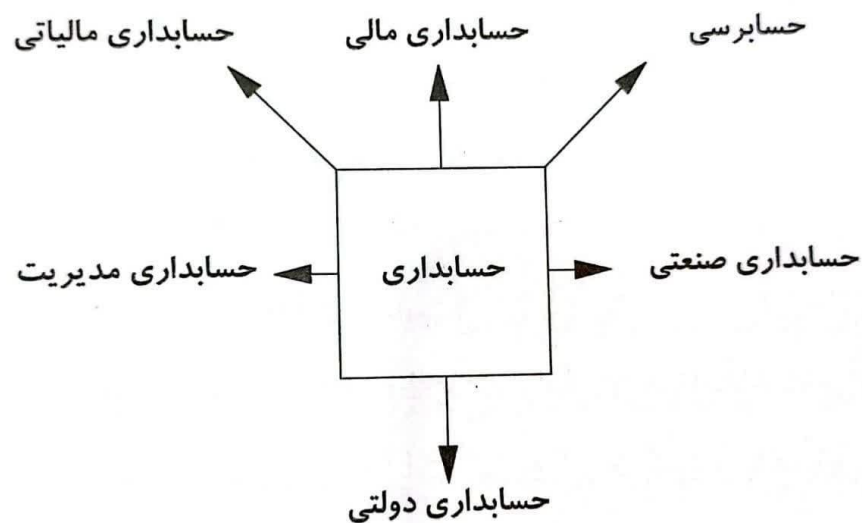 حسابرسی
حسابداری مالی
حسابداری مالیاتی
حسابداری صنعتی
حسابداری
حسابداری مدیریت
حسابداری دولتی